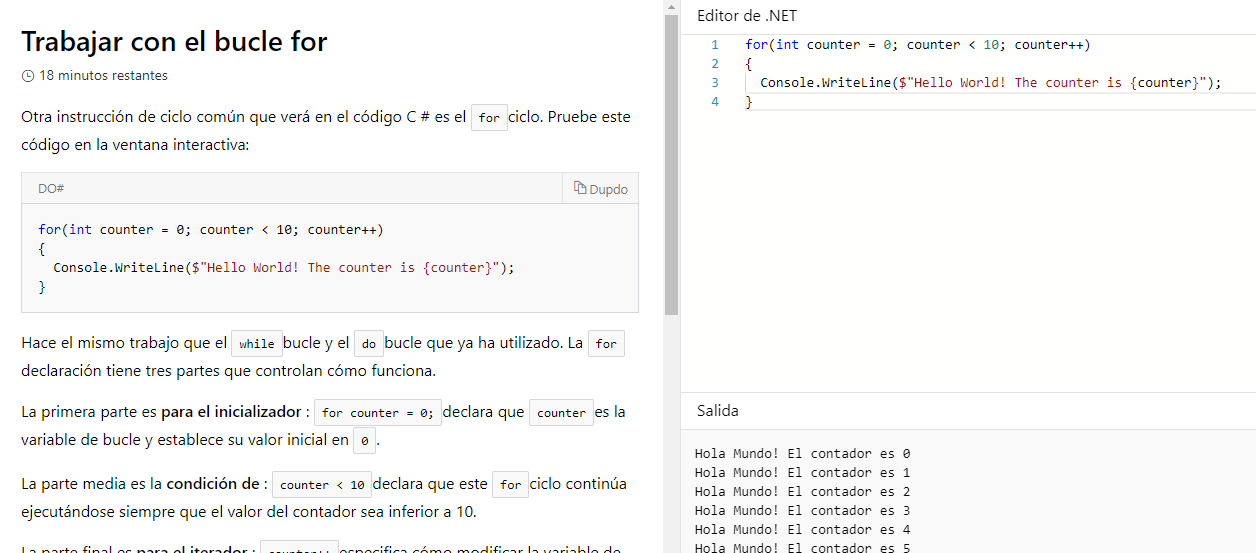 Trabajar con el bucle for
18 minutos restantes
Otra instrucción de ciclo común que verá en el código C # es el for ciclo. Pruebe este
código en la ventana interactiva:
DO#
Dupdo
for(int counter = 0; counter < 10; counter++)
{
Console.WriteLine($"Hello World! The counter is {counter}");
}
Hace el mismo trabajo que el while bucle y el do bucle que ya ha utilizado. La for
declaración tiene tres partes que controlan cómo funciona.
La primera parte es para el inicializador : for counter = 0; declara que counter es la
variable de bucle y establece su valor inicial en 0 .
La parte media es la condición de : counter < 10 declara que este for ciclo continúa
ejecutándose siempre que el valor del contador sea inferior a 10.
La parte final es para el iterador : counter++ especifica cómo modificar la variable de
Editor de .NET
1 for(int counter = 0; counter < 10; counter++)
2 {
3 Console.WriteLine($"Hello World! The counter is {counter}");
4 }
Salida
Hola Mundo! El contador es 0
Hola Mundo! El contador es 1
Hola Mundo! El contador es 2
Hola Mundo! El contador es 3
Hola Mundo! El contador es 4
Hola Mundo! El contador es 5